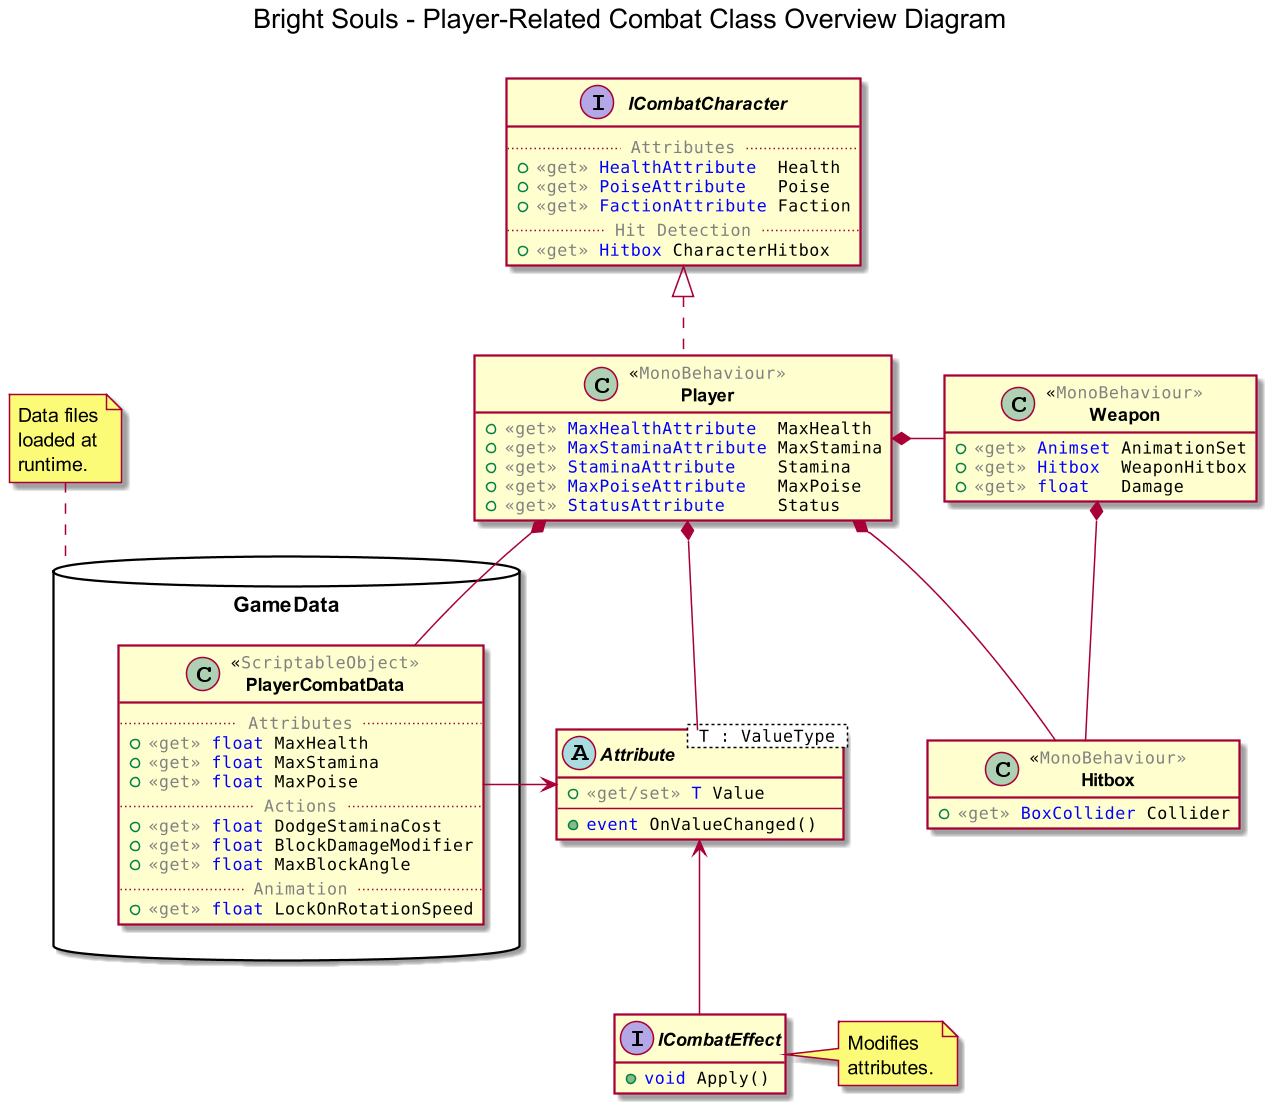 Bright Souls - Player-Related Combat Class Overview Diagram
I ICombatCharacter
Attributes
«get» HealthAttribute Health
«get» PoiseAttribute Poise
«get» FactionAttribute Faction
Hit Detection
«get» Hitbox CharacterHitbox
C «MonoBehaviour»
Player
«get» MaxHealthAttribute MaxHealth
«get» MaxStaminaAttribute MaxStamina
«get» StaminaAttribute Stamina
«get» MaxPoiseAttribute MaxPoise
«get» StatusAttribute Status
C «MonoBehaviour»
Weapon
«get» Animset AnimationSet
«get» Hitbox WeaponHitbox
«get» float Damage
Data files
loaded at
runtime.
GameData
C «ScriptableObject»
PlayerCombatData
Attributes
«get» float MaxHealth
«get» float MaxStamina
«get» float MaxPoise
Actions
«get» float DodgeStaminaCost
«get» float BlockDamageModifier
«get» float MaxBlockAngle
Animation
«get» float LockOnRotationSpeed
T : ValueType
A Attribute
«get/set» T Value
event OnValueChanged()
C «MonoBehaviour»
Hitbox
«get» BoxCollider Collider
I ICombatEffect
void Apply()
Modifies
attributes.